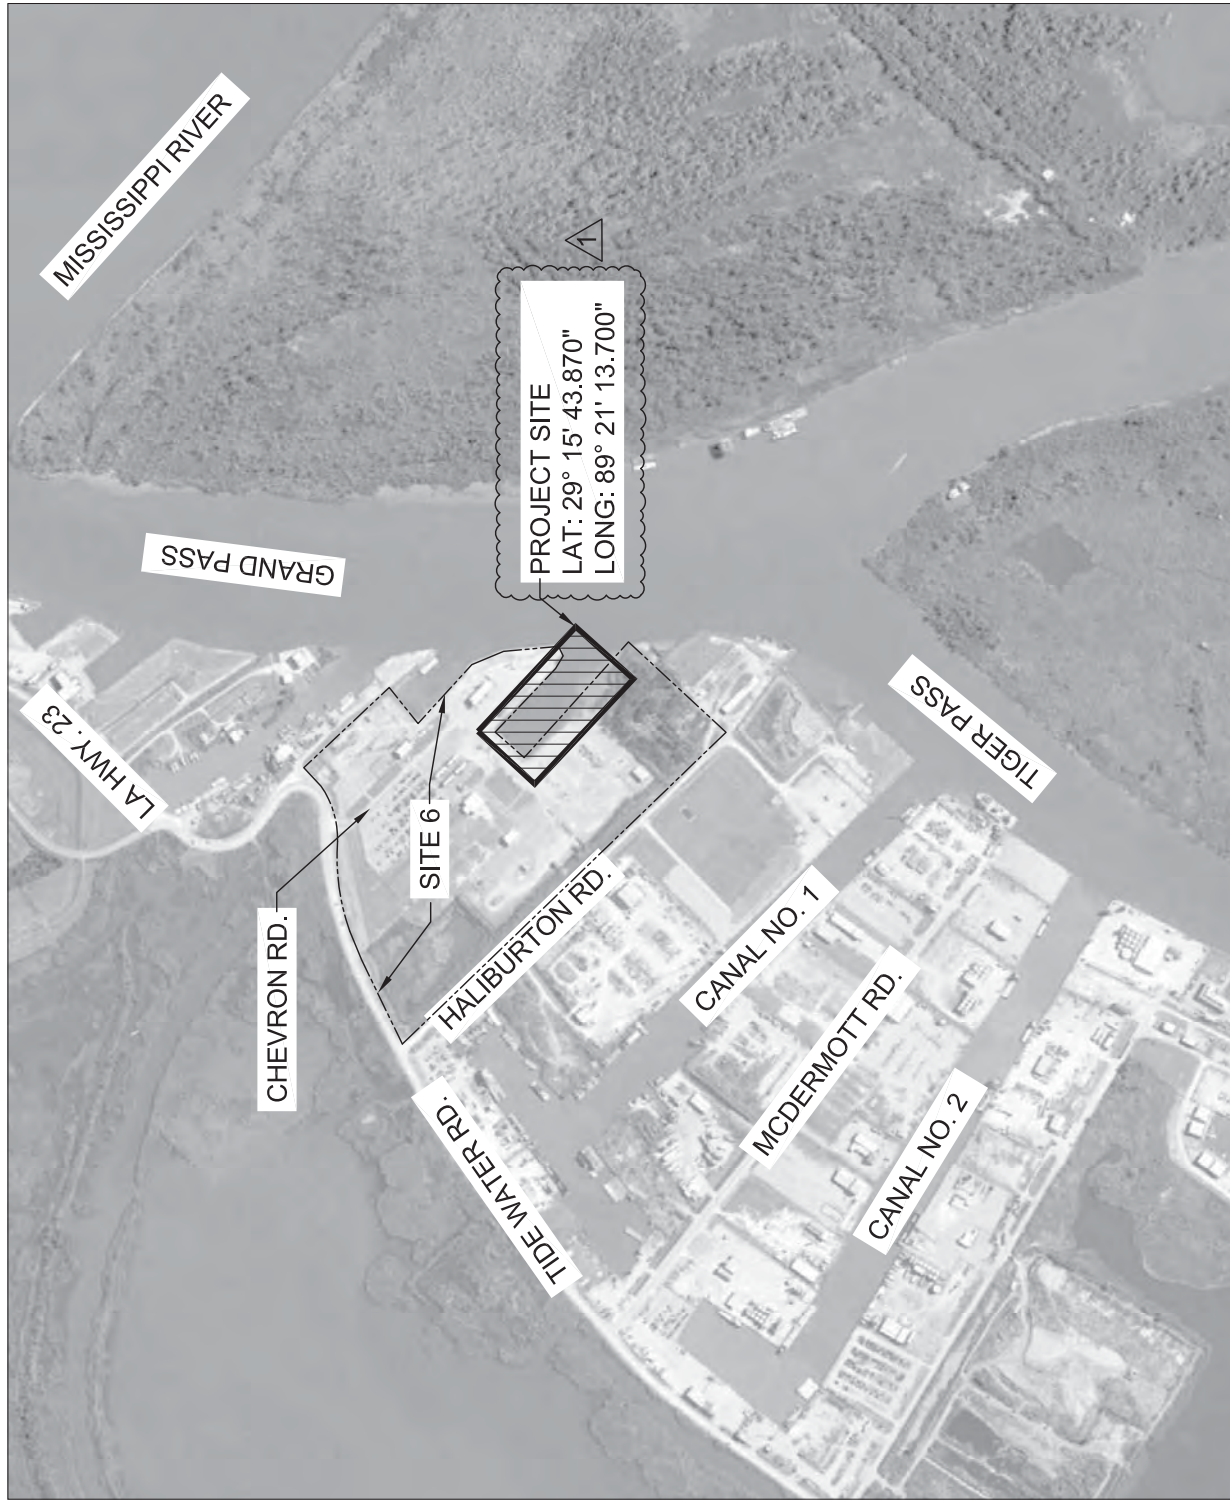 MISSISSIPPI RIVER
GRAND PASS
LA HWY. 23
1
PROJECT SITE
LAT: 29° 15' 43.870"
LONG: 89° 21' 13.700"
CHEVRON RD.
SITE 6
HALIBURTON RD.
TIGER PASS
CANAL NO. 1
TIDE WATER RD.
MCDERMOTT RD.
CANAL NO. 2